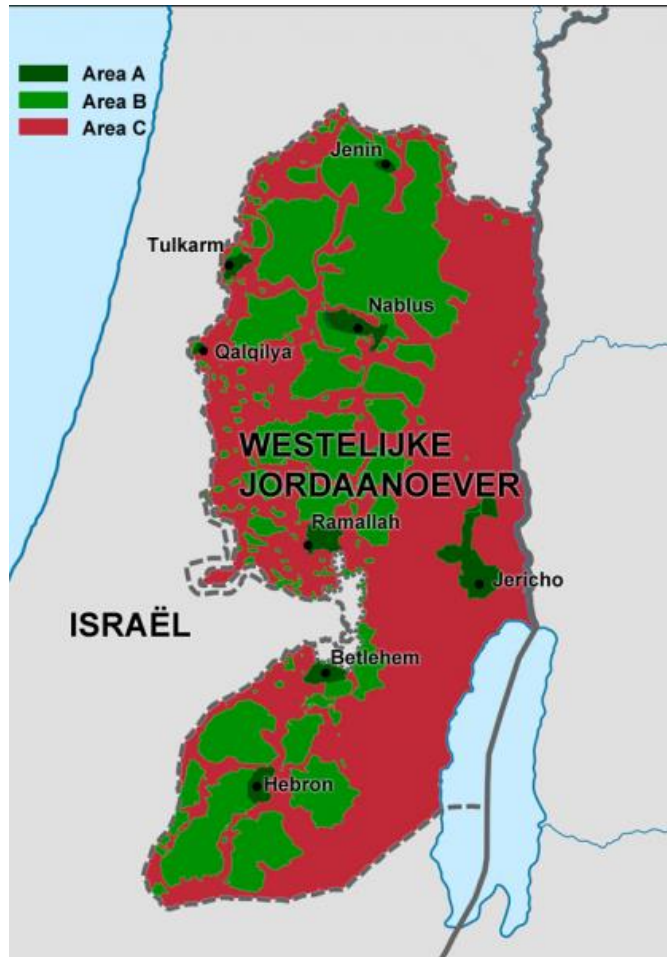 Area A
Area B
Area C
Jenin
Tulkarm
Nablus
Qalqilya
WESTELIJKE
JORDAANOEVER
Ramallah
Jericho
ISRAËL
Betlehem
Hebron